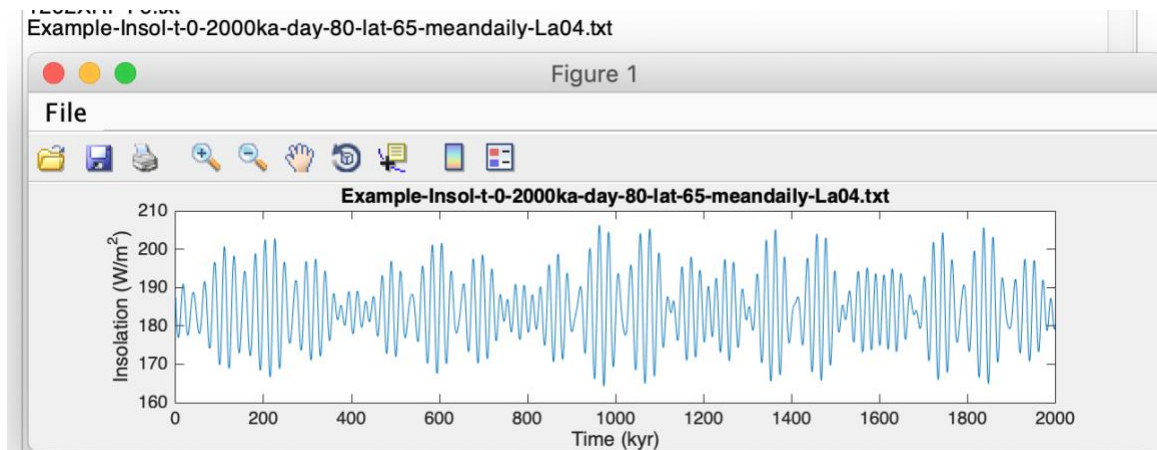 Example-Insol-t-0-2000ka-day-80-lat-65-meandaily-La04.txt
Figure 1
File
Example-Insol-t-0-2000ka-day-80-lat-65-meandaily-La04.txt
Insolation (W/m²)
210
200
190
180
170
160
0 200 400 600 800 1000 1200 1400 1600 1800 2000
Time (kyr)